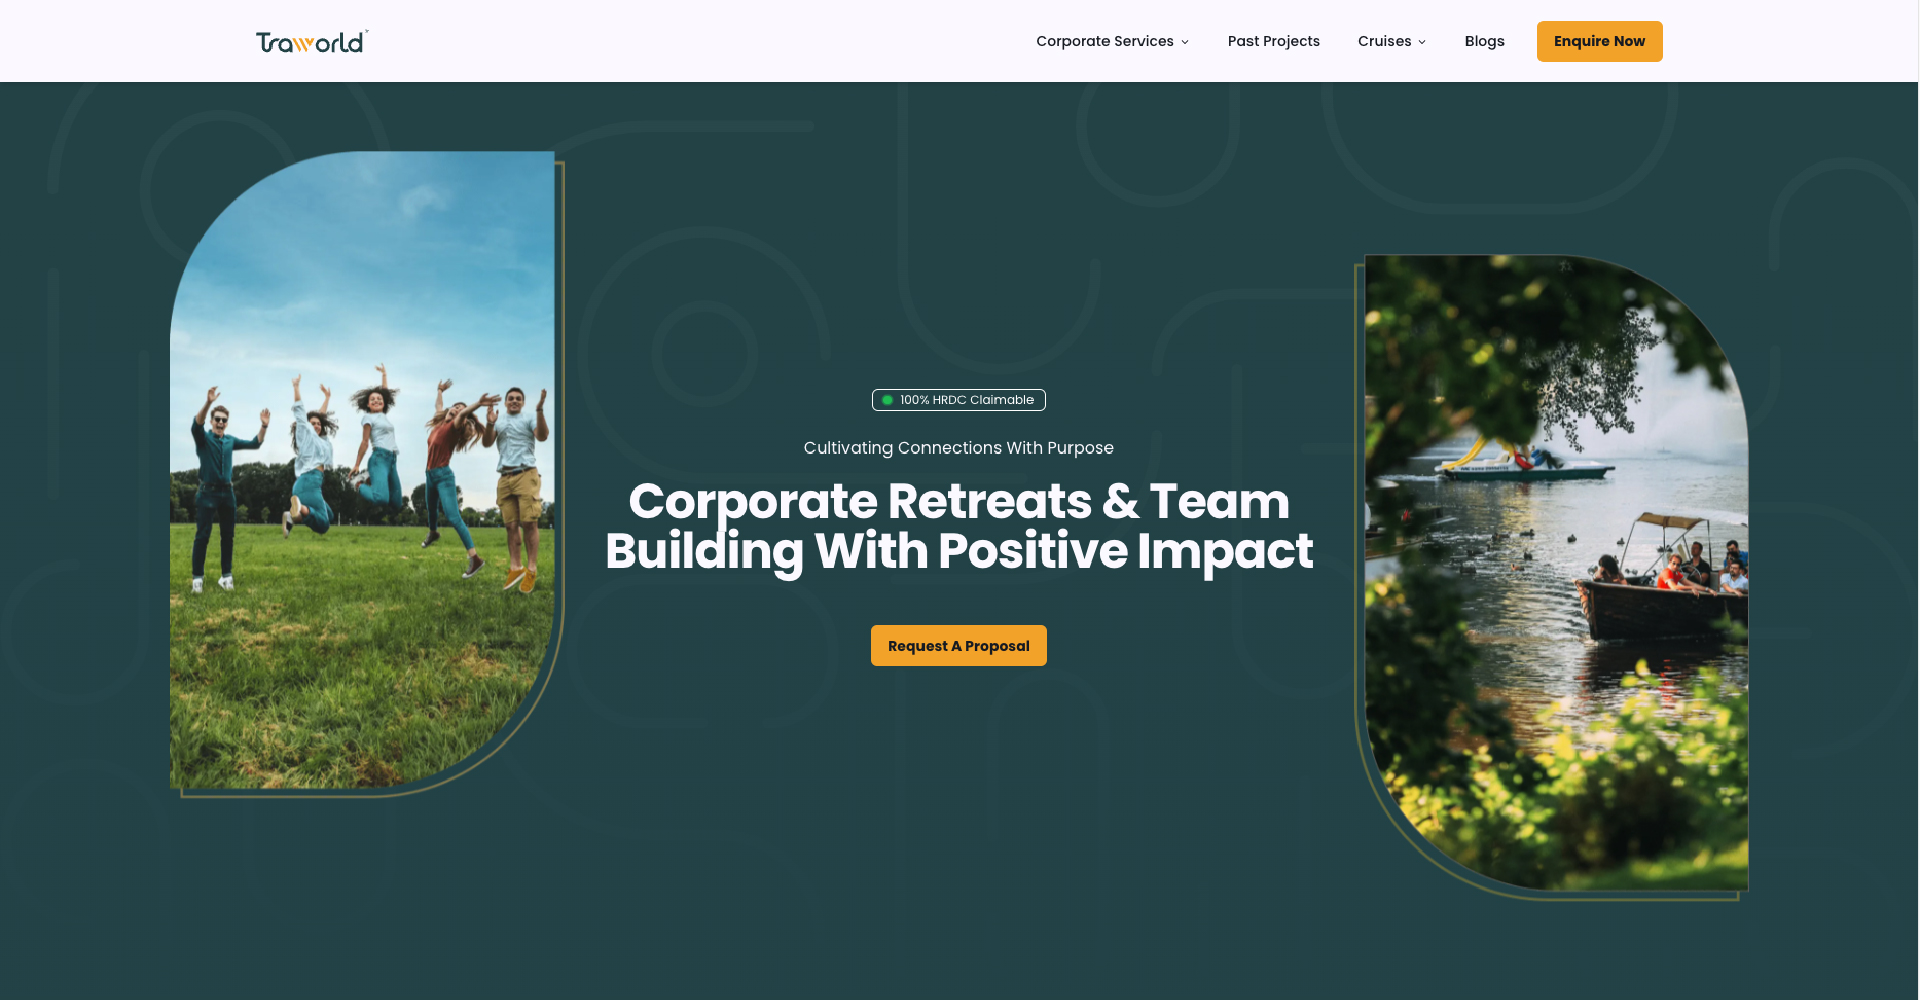 Traworld
Corporate Services
Past Projects
Cruises
Blogs
Enquire Now
100% HRDC Claimable
Cultivating Connections With Purpose
Corporate Retreats & Team
Building With Positive Impact
Request A Proposal